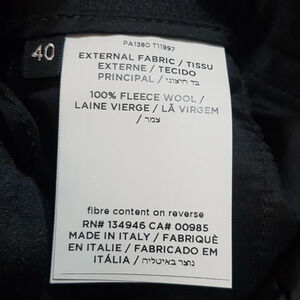 40
PA1380 T11997
EXTERNAL FABRIC / TISSU
EXTERNE / TECIDO
PRINCIPAL / בד חיצוני /
100% FLEECE WOOL /
LAINE VIERGE / LÃ VIRGEM
/ צמר
fibre content on reverse
RN# 134946 CA# 00985
MADE IN ITALY / FABRIQUÈ
EN ITALIE / FABRICADO EM
ITÁLIA / נוצר באיטליה /